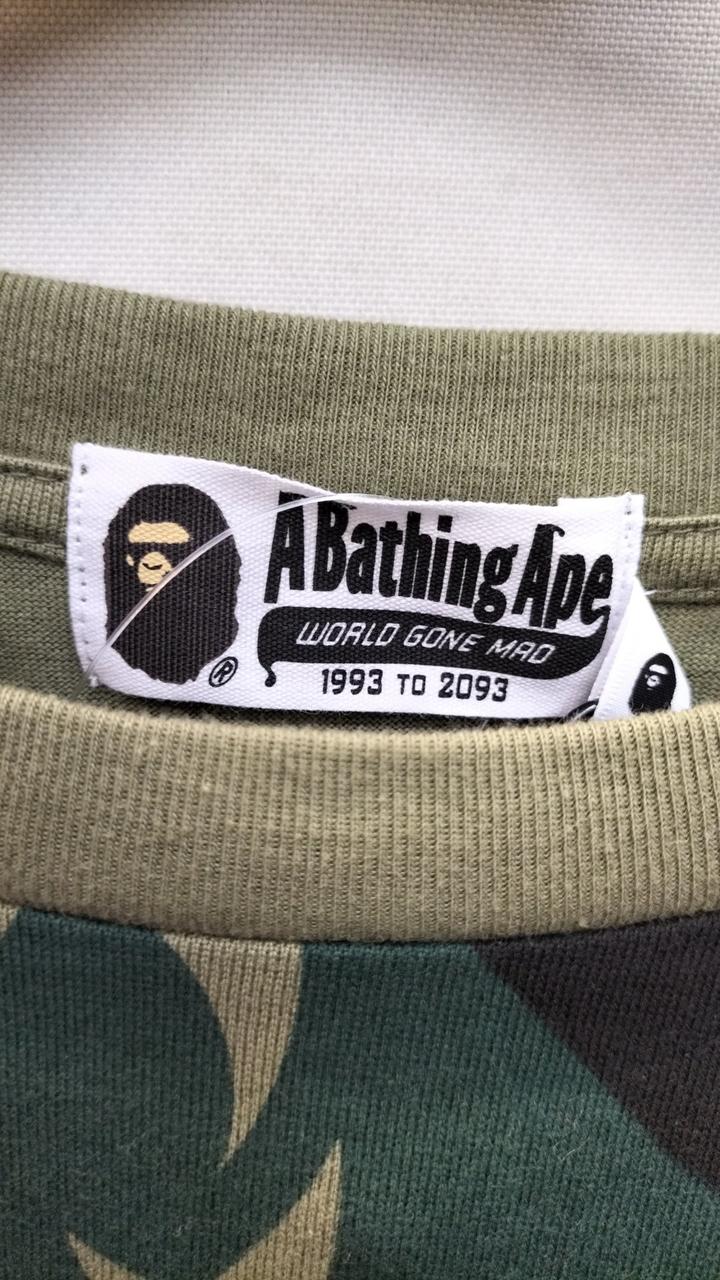 A Bathing Ape
WORLD GONE MAD
1993 TO 2093
®